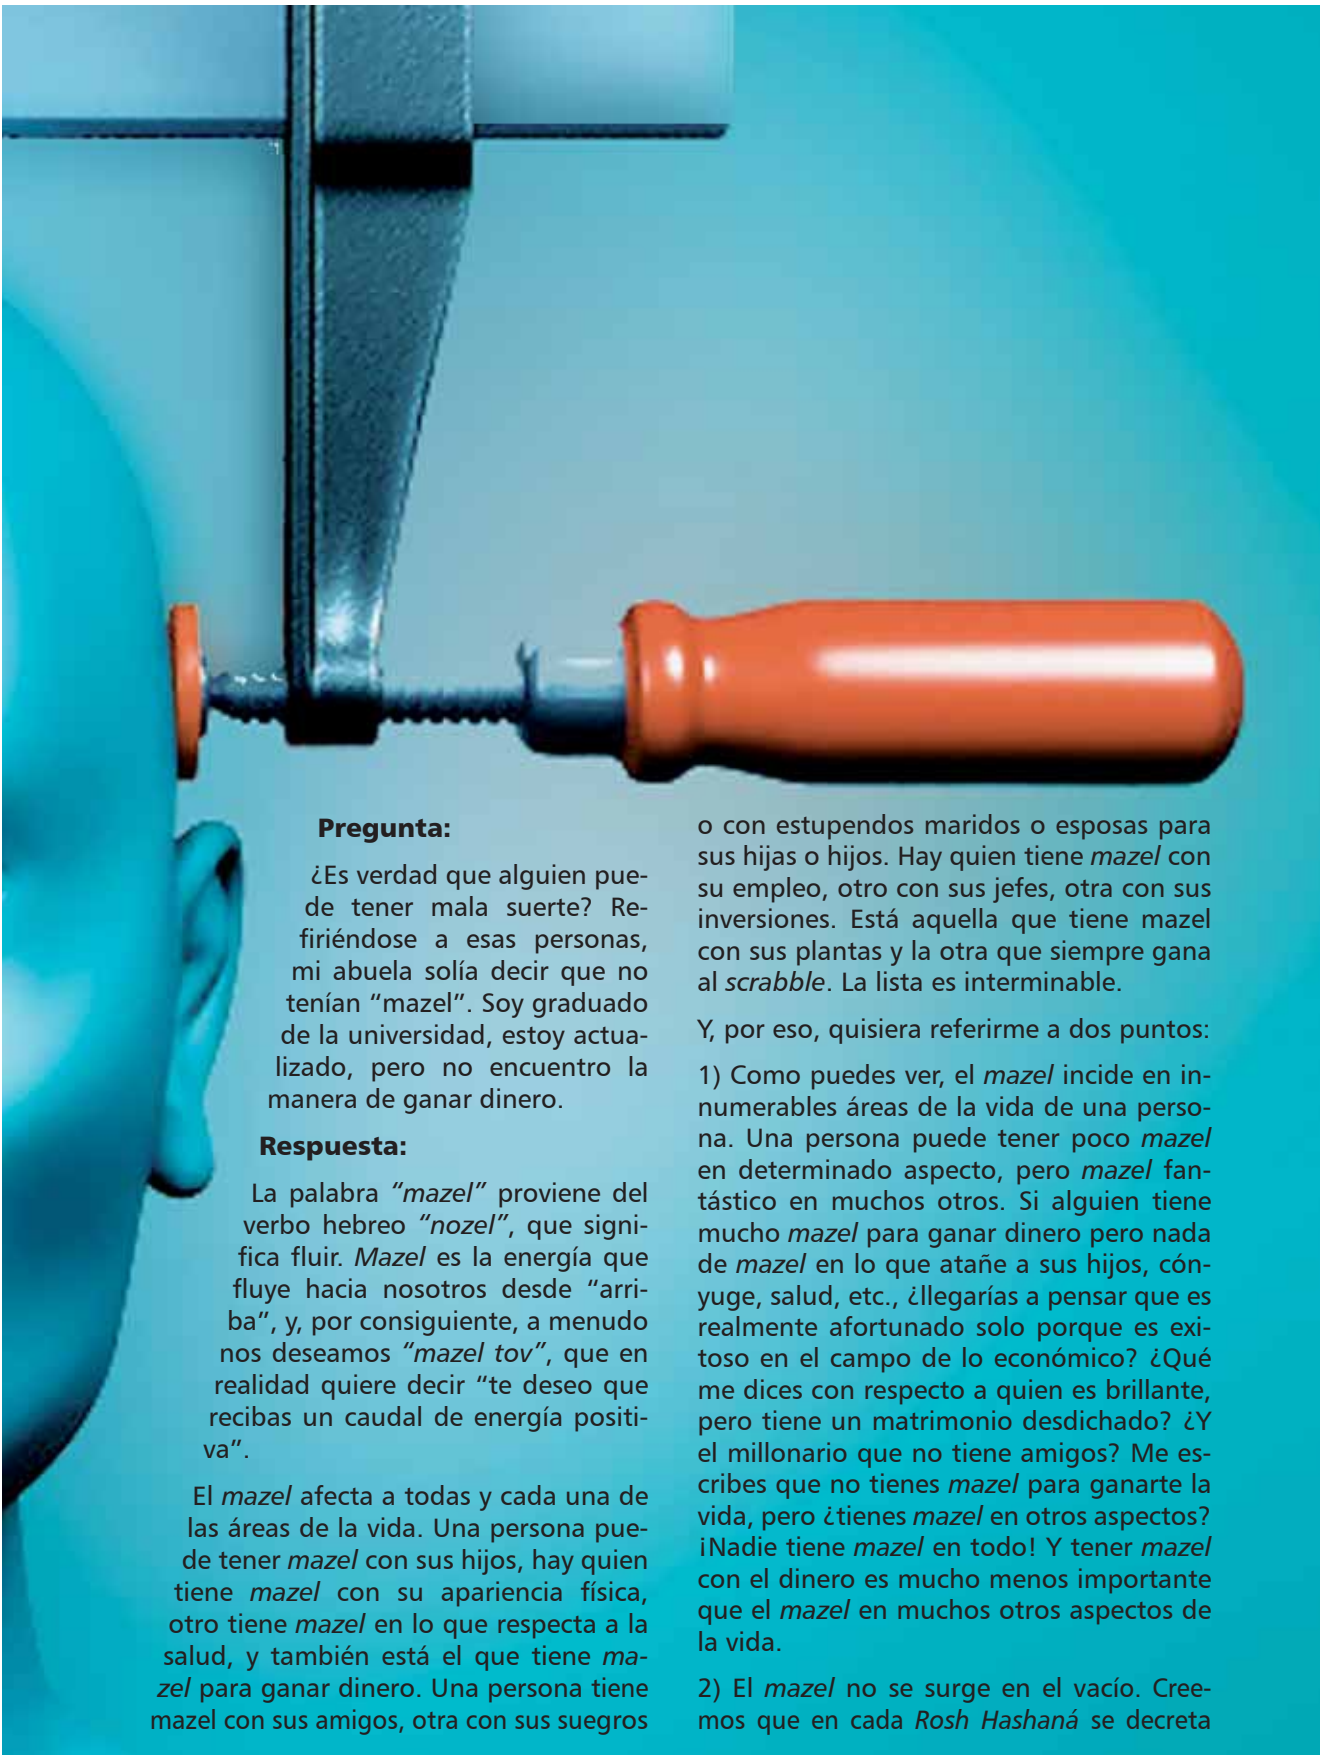 Pregunta:
¿Es verdad que alguien pue-
de tener mala suerte? Re-
firiéndose a esas personas,
mi abuela solía decir que no
tenían “mazel”. Soy graduado
de la universidad, estoy actua-
lizado, pero no encuentro la
manera de ganar dinero.
Respuesta:
La palabra “mazel” proviene del
verbo hebreo “nozel”, que signi-
fica fluir. Mazel es la energía que
fluye hacia nosotros desde “arri-
ba”, y, por consiguiente, a menudo
nos deseamos “mazel tov”, que en
realidad quiere decir “te deseo que
recibas un caudal de energía positi-
va”.
El mazel afecta a todas y cada una de
las áreas de la vida. Una persona pue-
de tener mazel con sus hijos, hay quien
tiene mazel con su apariencia física,
otro tiene mazel en lo que respecta a la
salud, y también está el que tiene ma-
zel para ganar dinero. Una persona tiene
mazel con sus amigos, otra con sus suegros
o con estupendos maridos o esposas para
sus hijas o hijos. Hay quien tiene mazel con
su empleo, otro con sus jefes, otra con sus
inversiones. Está aquella que tiene mazel
con sus plantas y la otra que siempre gana
al scrabble. La lista es interminable.
Y, por eso, quisiera referirme a dos puntos:
1) Como puedes ver, el mazel incide en in-
numerables áreas de la vida de una perso-
na. Una persona puede tener poco mazel
en determinado aspecto, pero mazel fan-
tástico en muchos otros. Si alguien tiene
mucho mazel para ganar dinero pero nada
de mazel en lo que atañe a sus hijos, cón-
yuge, salud, etc., ¿llegarías a pensar que es
realmente afortunado solo porque es exi-
toso en el campo de lo económico? ¿Qué
me dices con respecto a quien es brillante,
pero tiene un matrimonio desdichado? ¿Y
el millonario que no tiene amigos? Me es-
cribes que no tienes mazel para ganarte la
vida, pero ¿tienes mazel en otros aspectos?
¡Nadie tiene mazel en todo! Y tener mazel
con el dinero es mucho menos importante
que el mazel en muchos otros aspectos de
la vida.
2) El mazel no se surge en el vacío. Cree-
mos que en cada Rosh Hashaná se decreta